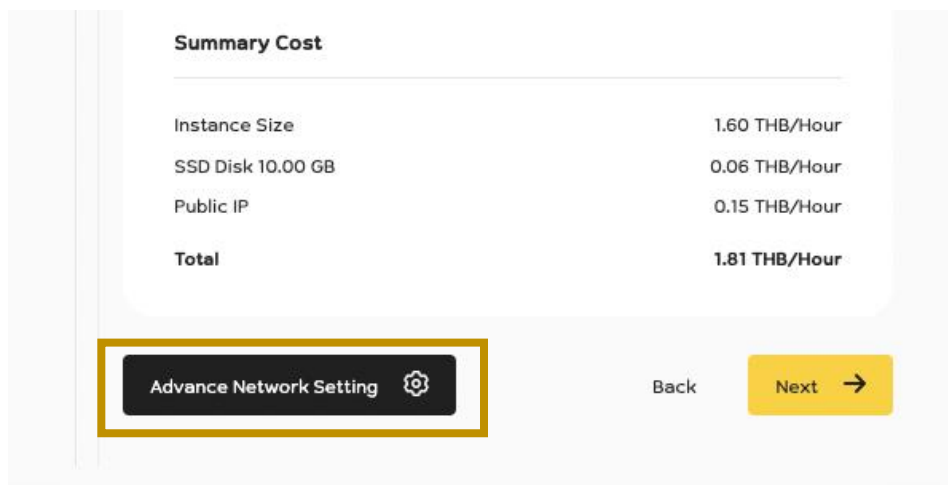 Summary Cost
Instance Size 1.60 THB/Hour
SSD Disk 10.00 GB 0.06 THB/Hour
Public IP 0.15 THB/Hour
Total 1.81 THB/Hour
Advance Network Setting Back Next